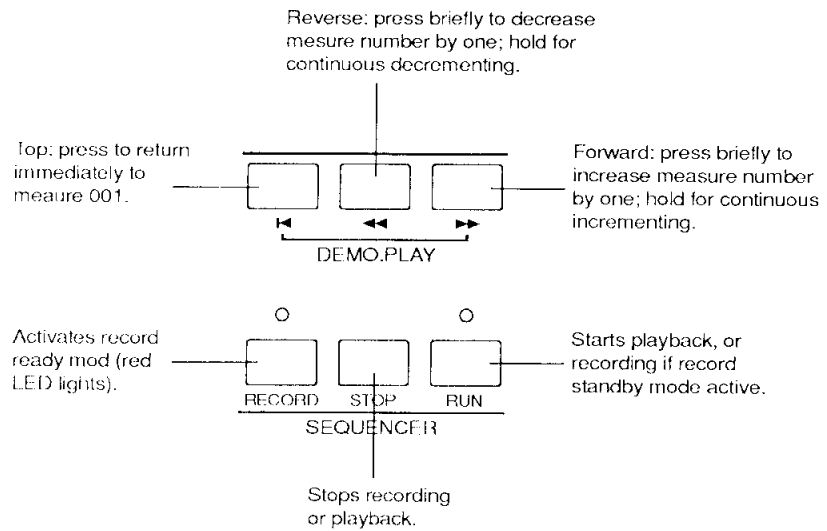 Reverse: press briefly to decrease
mesure number by one; hold for
continuous decrementing.
Top: press to return
immediately to
meaure 001.
Forward: press briefly to
increase measure number
by one; hold for continuous
incrementing.
DEMO.PLAY
Activates record
ready mod (red
LED lights).
Starts playback, or
recording if record
standby mode active.
RECORD STOP RUN
SEQUENCER
Stops recording
or playback.